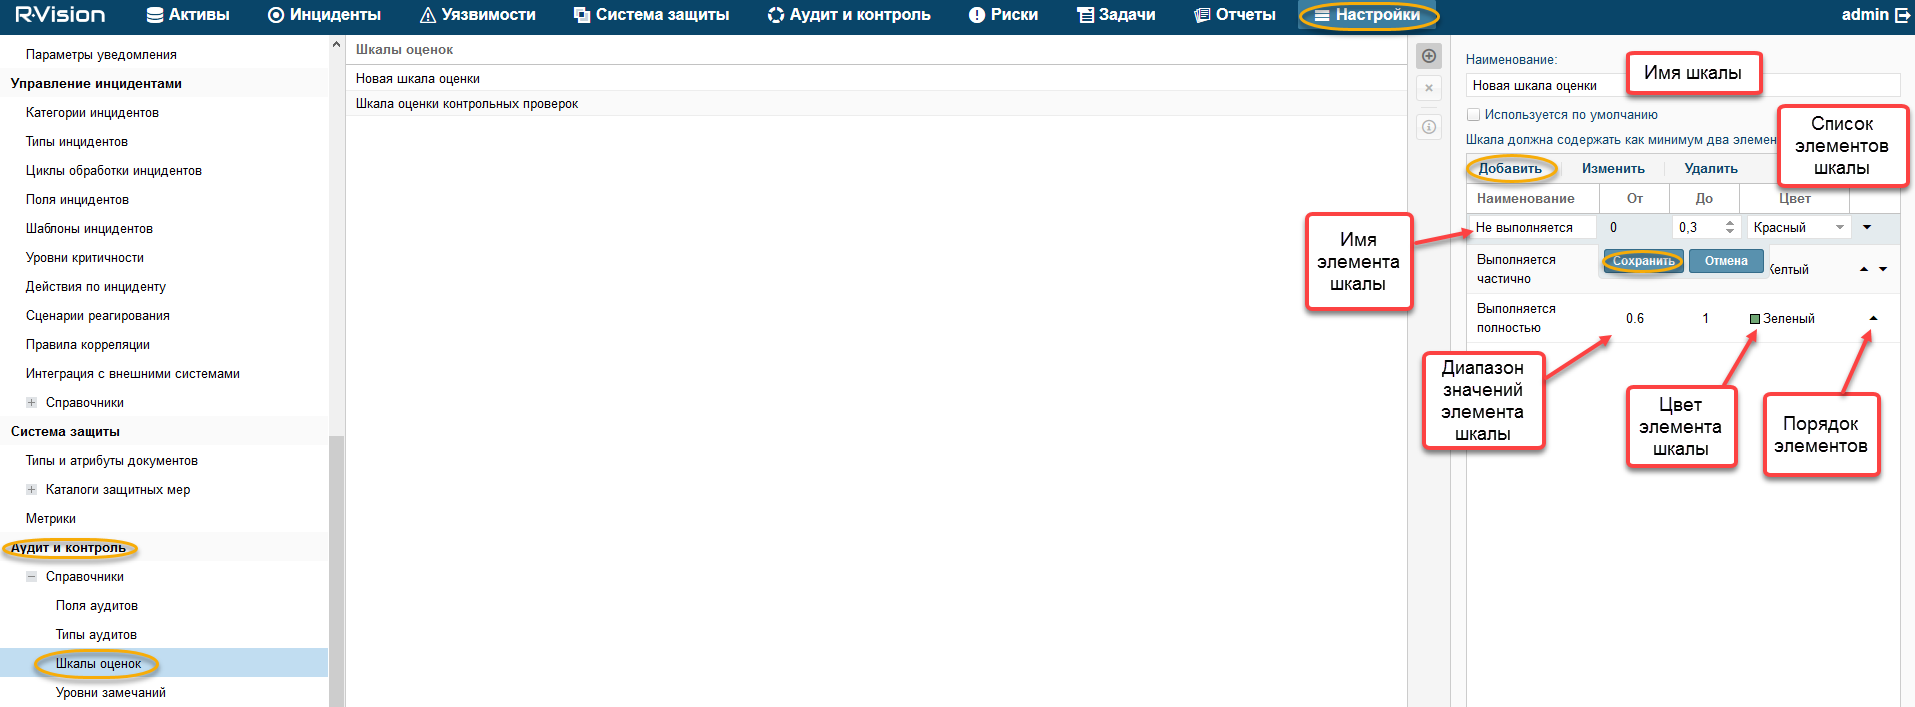 R-Vision
Активы
Инциденты
Уязвимости
Система защиты
Аудит и контроль
Риски
Задачи
Отчеты
Настройки
admin
Параметры уведомления
Управление инцидентами
Категории инцидентов
Типы инцидентов
Циклы обработки инцидентов
Поля инцидентов
Шаблоны инцидентов
Уровни критичности
Действия по инциденту
Сценарии реагирования
Правила корреляции
Интеграция с внешними системами
Справочники
Система защиты
Типы и атрибуты документов
Каталоги защитных мер
Метрики
Аудит и контроль
Справочники
Поля аудитов
Типы аудитов
Шкалы оценок
Уровни замечаний
Шкалы оценок
Новая шкала оценки
Шкала оценки контрольных проверок
Наименование:
Имя шкалы
Новая шкала оценки
Используется по умолчанию
Шкала должна содержать как минимум два элемен
Список
элементов
шкалы
Добавить Изменить Удалить
Наименование От До Цвет
Не выполняется 0 0,3 Красный
Выполняется
частично
Сохранить Отмена
Желтый
Выполняется
полностью
0.6 1 Зеленый
Имя
элемента
шкалы
Диапазон
значений
элемента
шкалы
Цвет
элемента
шкалы
Порядок
элементов